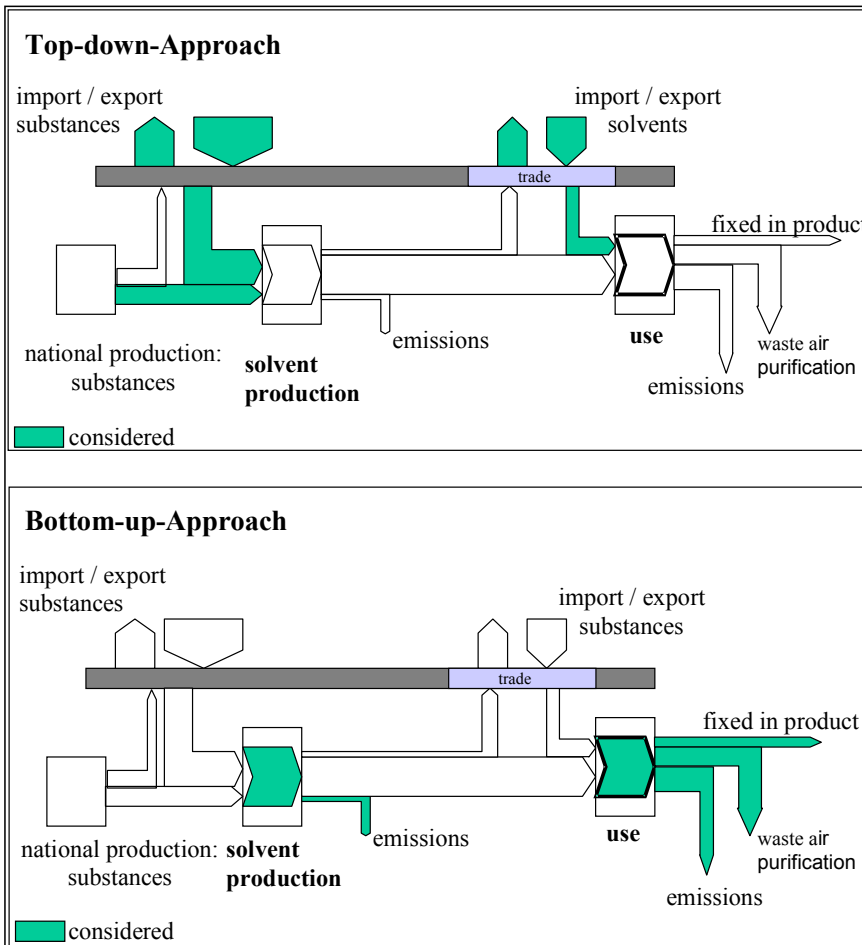 Top-down-Approach
import / export
substances
import / export
solvents
trade
fixed in product
national production:
substances
solvent
production
emissions
use
waste air
purification
emissions
considered
Bottom-up-Approach
import / export
substances
import / export
substances
trade
fixed in product
national production:
substances
solvent
production
emissions
use
waste air
purification
emissions
considered